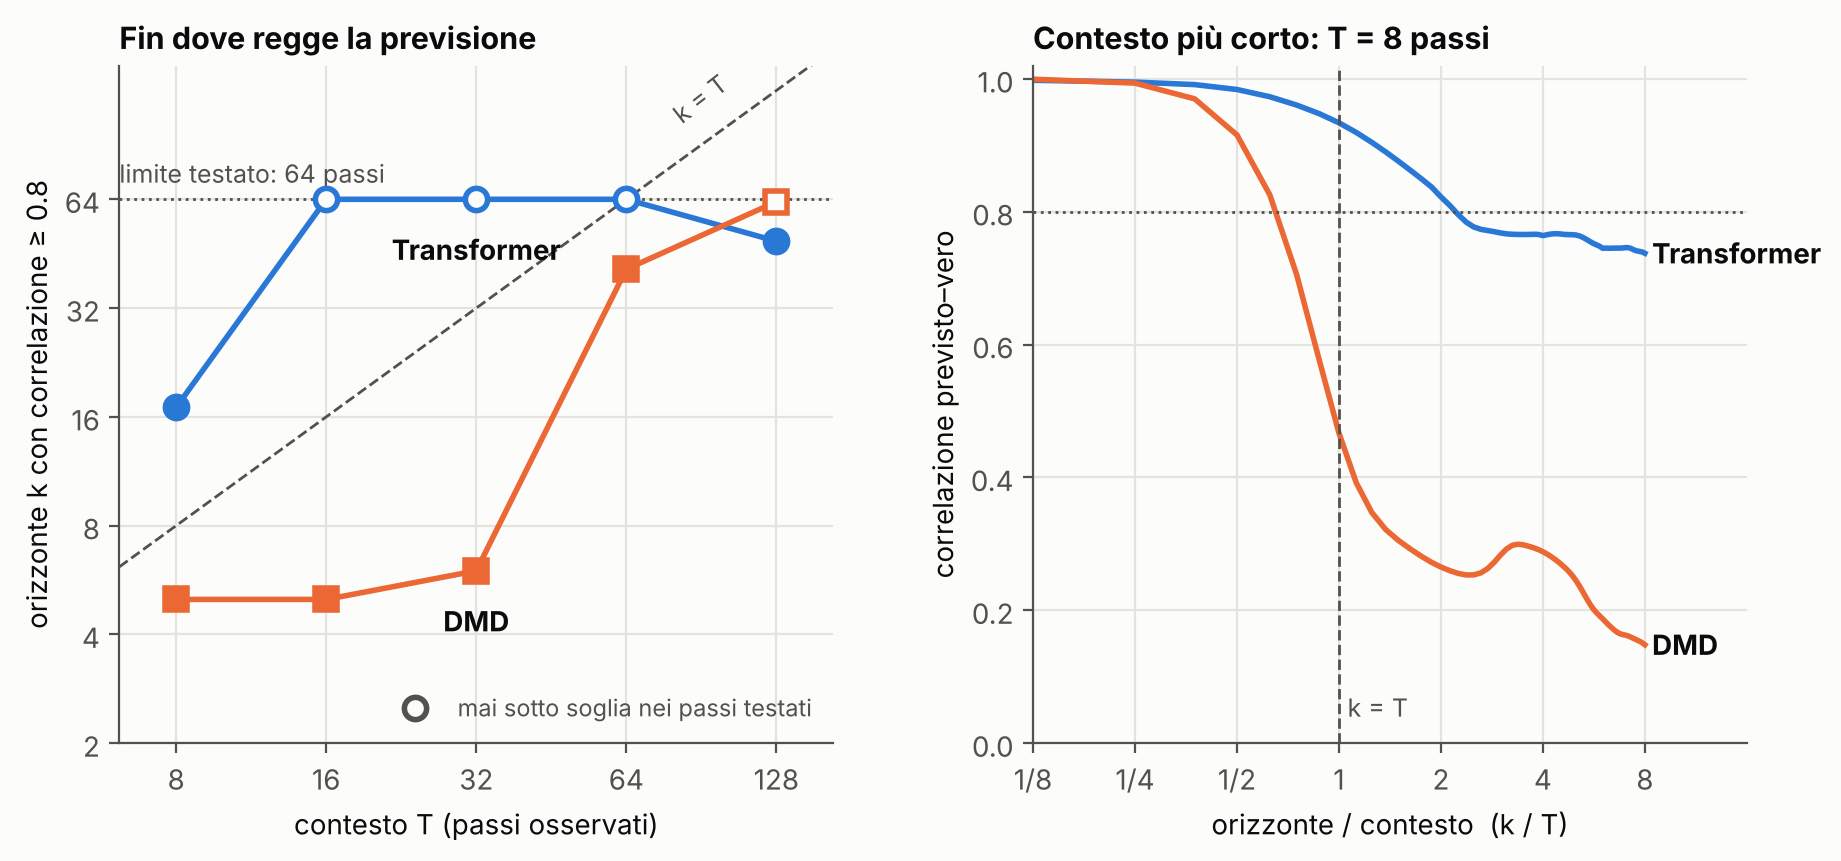 Fin dove regge la previsione
k = T
limite testato: 64 passi
64
32
16
8
4
2
orizzonte k con correlazione ≥ 0.8
Transformer
DMD
mai sotto soglia nei passi testati
8 16 32 64 128
contesto T (passi osservati)
Contesto più corto: T = 8 passi
1.0
0.8
0.6
0.4
0.2
0.0
correlazione previsto–vero
Transformer
DMD
k = T
1/8 1/4 1/2 1 2 4 8
orizzonte / contesto (k / T)